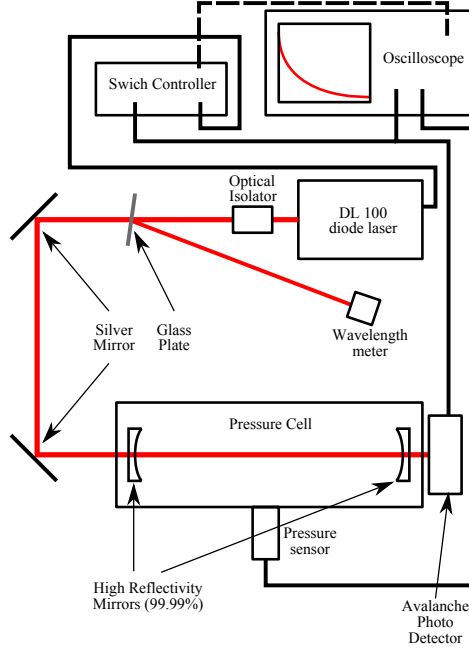 Oscilloscope
Swich Controller
Optical
Isolator
DL 100
diode laser
Silver
Mirror
Glass
Plate
Wavelength
meter
Pressure Cell
Pressure
sensor
High Reflectivity
Mirrors (99.99%)
Avalanche
Photo
Detector